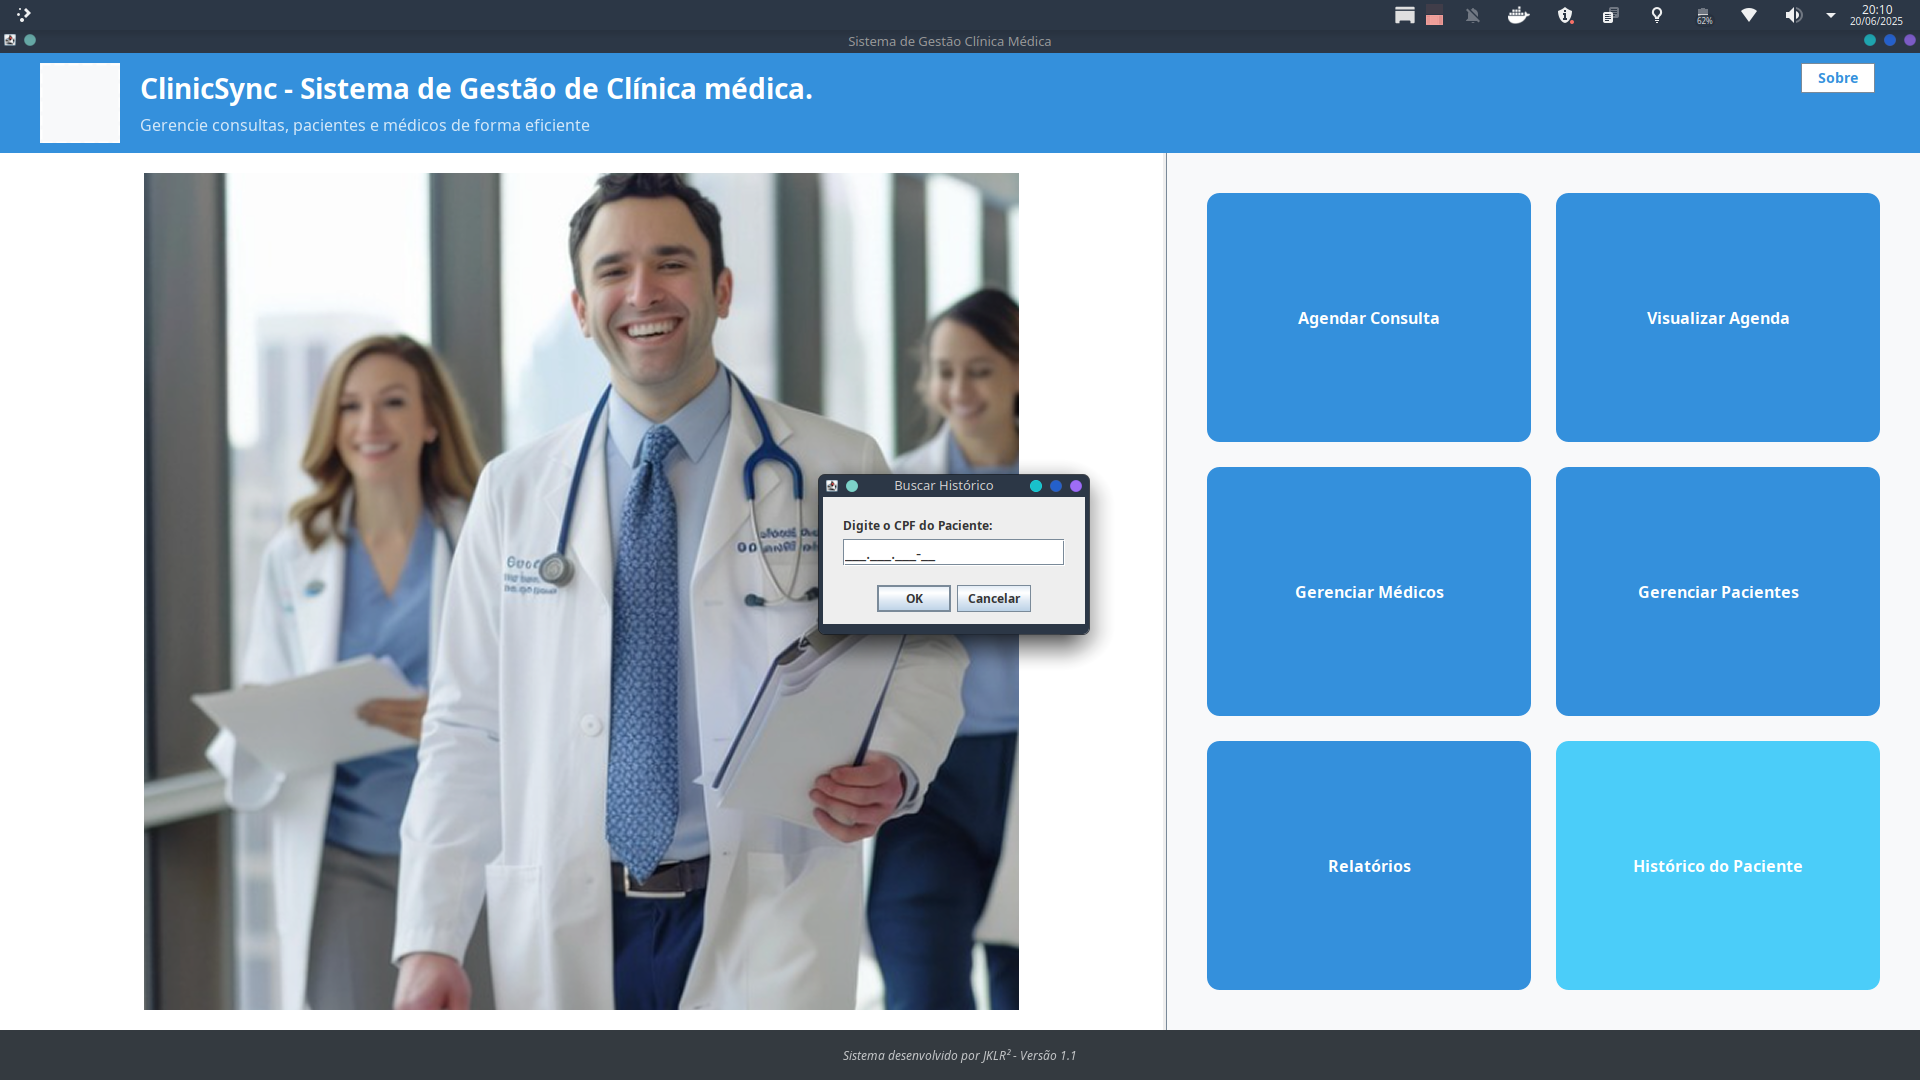 20:10
62%
20/06/2025
Sistema de Gestão Clínica Médica
ClinicSync - Sistema de Gestão de Clínica médica.
Sobre
Gerencie consultas, pacientes e médicos de forma eficiente
Agendar Consulta
Visualizar Agenda
Buscar Histórico
Digite o CPF do Paciente:
___.___.___-__
OK
Cancelar
Gerenciar Médicos
Gerenciar Pacientes
Relatórios
Histórico do Paciente
Sistema desenvolvido por JKLR² - Versão 1.1